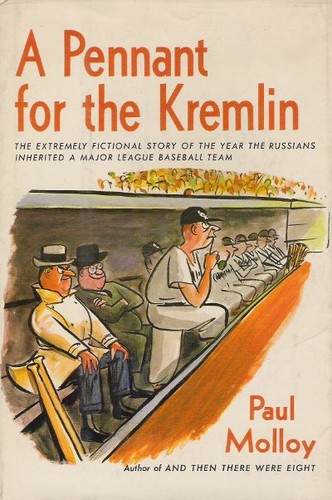 A Pennant
for the Kremlin
THE EXTREMELY FICTIONAL STORY OF THE YEAR THE RUSSIANS
INHERITED A MAJOR LEAGUE BASEBALL TEAM
Paul
Molloy
Author of AND THEN THERE WERE EIGHT